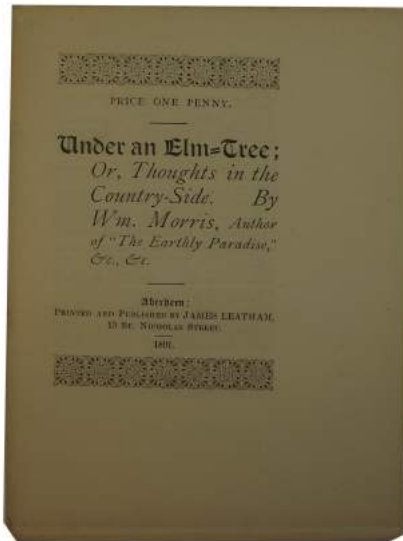 PRICE ONE PENNY.
Under an Elm=Tree;
Or, Thoughts in the
Country-Side. By
Wm. Morris, Author
of "The Earthly Paradise,"
&c., &c.
Aberdeen:
PRINTED AND PUBLISHED BY JAMES LEATHAM,
15 ST. NICHOLAS STREET.
1891.